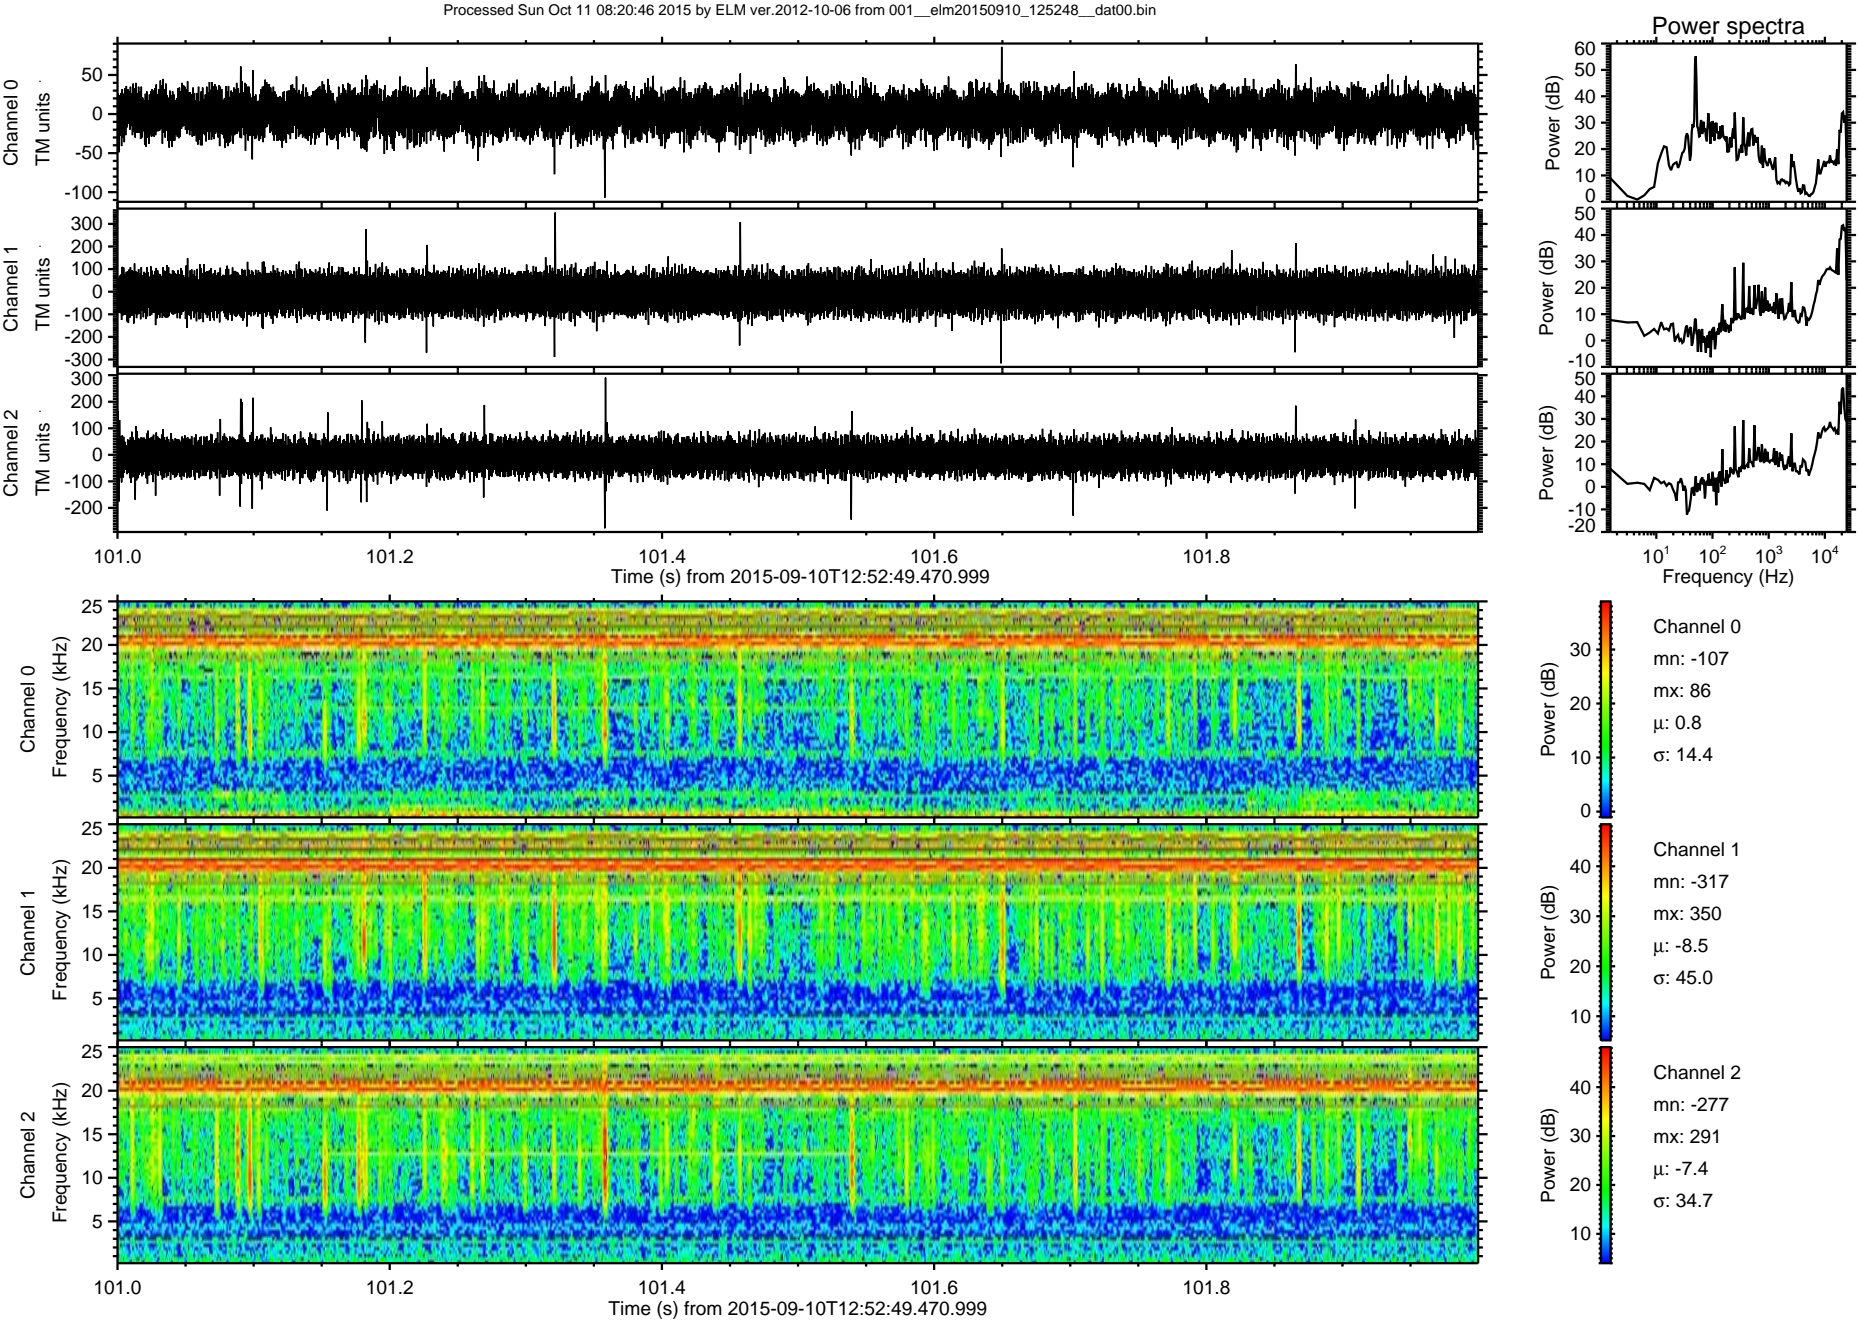 Processed Sun Oct 11 08:20:46 2015 by ELM ver.2012-10-06 from 001__elm20150910_125248__dat00.bin
Power spectra
Channel 0
TM units
50
0
-50
-100
Power (dB)
60
50
40
30
20
10
0
Channel 1
TM units
300
200
100
0
-100
-200
-300
Power (dB)
50
40
30
20
10
0
-10
Channel 2
TM units
300
200
100
0
-100
-200
Power (dB)
50
40
30
20
10
0
-10
-20
101.0 101.2 101.4 101.6 101.8
Time (s) from 2015-09-10T12:52:49.470.999
10^1 10^2 10^3 10^4
Frequency (Hz)
Channel 0
Frequency (kHz)
25
20
15
10
5
Power (dB)
30
20
10
0
Channel 0
mn: -107
mx: 86
μ: 0.8
σ: 14.4
Channel 1
Frequency (kHz)
25
20
15
10
5
Power (dB)
40
30
20
10
Channel 1
mn: -317
mx: 350
μ: -8.5
σ: 45.0
Channel 2
Frequency (kHz)
25
20
15
10
5
Power (dB)
40
30
20
10
Channel 2
mn: -277
mx: 291
μ: -7.4
σ: 34.7
101.0 101.2 101.4 101.6 101.8
Time (s) from 2015-09-10T12:52:49.470.999